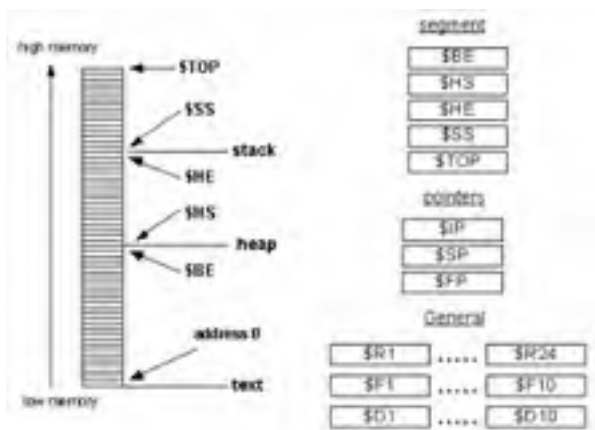 high memory
$TOP
$SS
stack
$HE
$HS
heap
$BE
address 0
text
low memory
segment
$BE
$HS
$HE
$SS
$TOP
pointers
$IP
$SP
$FP
General
$R1 ..... $R24
$F1 ..... $F10
$D1 ..... $D10